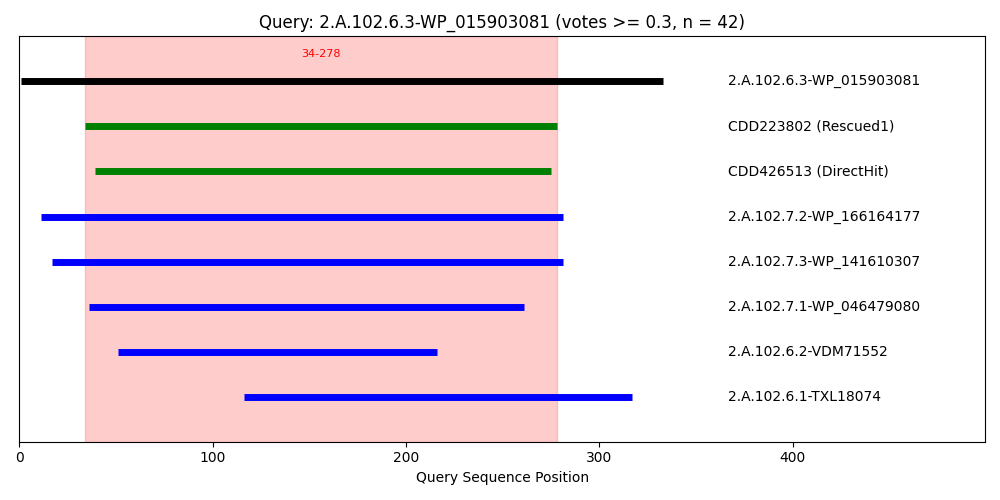 Query: 2.A.102.6.3-WP_015903081 (votes >= 0.3, n = 42)
34-278
2.A.102.6.3-WP_015903081
CDD223802 (Rescued1)
CDD426513 (DirectHit)
2.A.102.7.2-WP_166164177
2.A.102.7.3-WP_141610307
2.A.102.7.1-WP_046479080
2.A.102.6.2-VDM71552
2.A.102.6.1-TXL18074
0 100 200 300 400
Query Sequence Position